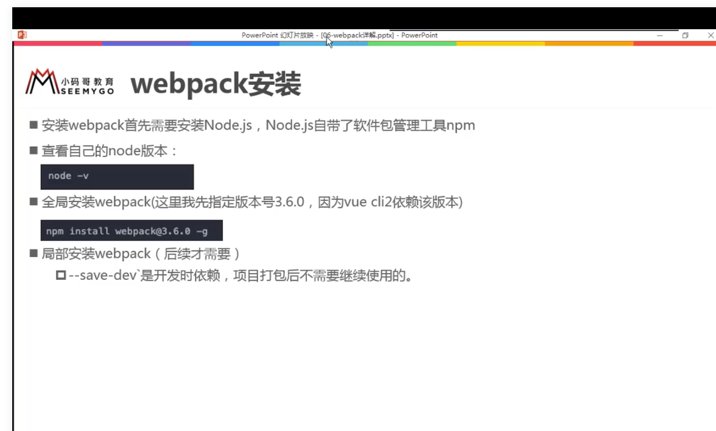 PowerPoint 幻灯片放映 - [06-webpack详解.pptx] - PowerPoint
小码哥教育
SEEMYGO
webpack安装
安装webpack首先需要安装Node.js，Node.js自带了软件包管理工具npm
查看自己的node版本：
node -v
全局安装webpack(这里我先指定版本号3.6.0，因为vue cli2依赖该版本)
npm install webpack@3.6.0 -g
局部安装webpack（后续才需要）
--save-dev`是开发时依赖，项目打包后不需要继续使用的。